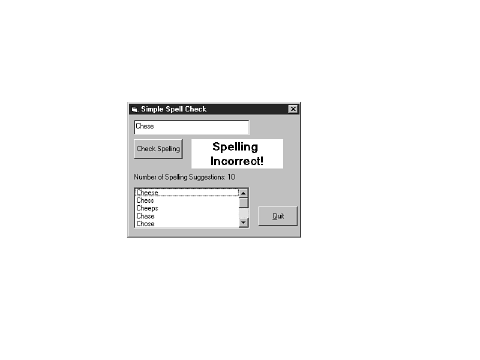 Simple Spell Check
Chese
Check Spelling
Spelling
Incorrect!
Number of Spelling Suggestions: 10
Cheese
Chess
Cheeps
Chase
Chose
Quit